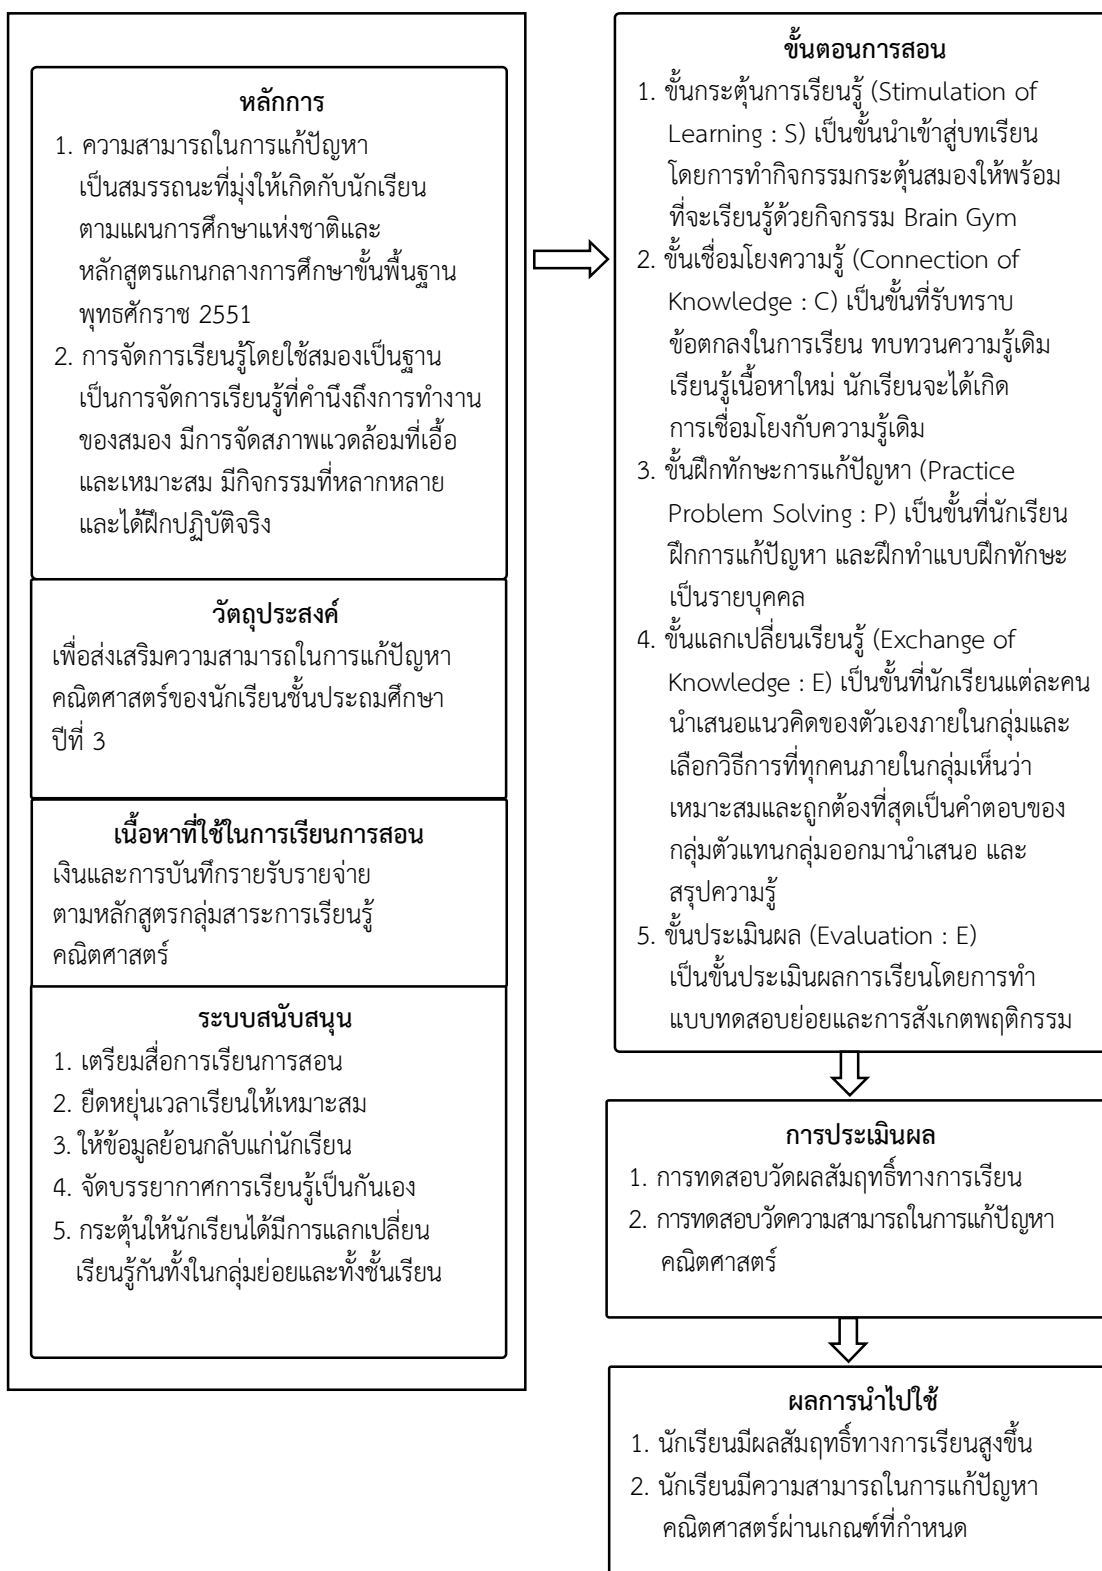 หลักการ
1. ความสามารถในการแก้ปัญหา
เป็นสมรรถนะที่มุ่งให้เกิดกับนักเรียน
ตามแผนการศึกษาแห่งชาติและ
หลักสูตรแกนกลางการศึกษาขั้นพื้นฐาน
พุทธศักราช 2551
2. การจัดการเรียนรู้โดยใช้สมองเป็นฐาน
เป็นการจัดการเรียนรู้ที่คำนึงถึงการทำงาน
ของสมอง มีการจัดสภาพแวดล้อมที่เอื้อ
และเหมาะสม มีกิจกรรมที่หลากหลาย
และได้ฝึกปฏิบัติจริง
วัตถุประสงค์
เพื่อส่งเสริมความสามารถในการแก้ปัญหา
คณิตศาสตร์ของนักเรียนชั้นประถมศึกษา
ปีที่ 3
เนื้อหาที่ใช้ในการเรียนการสอน
เงินและการบันทึกรายรับรายจ่าย
ตามหลักสูตรกลุ่มสาระการเรียนรู้
คณิตศาสตร์
ระบบสนับสนุน
1. เตรียมสื่อการเรียนการสอน
2. ยืดหยุ่นเวลาเรียนให้เหมาะสม
3. ให้ข้อมูลย้อนกลับแก่นักเรียน
4. จัดบรรยากาศการเรียนรู้เป็นกันเอง
5. กระตุ้นให้นักเรียนได้มีการแลกเปลี่ยน
เรียนรู้กันทั้งในกลุ่มย่อยและทั้งชั้นเรียน
ขั้นตอนการสอน
1. ขั้นกระตุ้นการเรียนรู้ (Stimulation of
Learning : S) เป็นขั้นนำเข้าสู่บทเรียน
โดยการทำกิจกรรมกระตุ้นสมองให้พร้อม
ที่จะเรียนรู้ด้วยกิจกรรม Brain Gym
2. ขั้นเชื่อมโยงความรู้ (Connection of
Knowledge : C) เป็นขั้นที่รับทราบ
ข้อตกลงในการเรียน ทบทวนความรู้เดิม
เรียนรู้เนื้อหาใหม่ นักเรียนจะได้เกิด
การเชื่อมโยงกับความรู้เดิม
3. ขั้นฝึกทักษะการแก้ปัญหา (Practice
Problem Solving : P) เป็นขั้นที่นักเรียน
ฝึกการแก้ปัญหา และฝึกทำแบบฝึกทักษะ
เป็นรายบุคคล
4. ขั้นแลกเปลี่ยนเรียนรู้ (Exchange of
Knowledge : E) เป็นขั้นที่นักเรียนแต่ละคน
นำเสนอแนวคิดของตัวเองภายในกลุ่มและ
เลือกวิธีการที่ทุกคนภายในกลุ่มเห็นว่า
เหมาะสมและถูกต้องที่สุดเป็นคำตอบของ
กลุ่มตัวแทนกลุ่มออกมานำเสนอ และ
สรุปความรู้
5. ขั้นประเมินผล (Evaluation : E)
เป็นขั้นประเมินผลการเรียนโดยการทำ
แบบทดสอบย่อยและการสังเกตพฤติกรรม
การประเมินผล
1. การทดสอบวัดผลสัมฤทธิ์ทางการเรียน
2. การทดสอบวัดความสามารถในการแก้ปัญหา
คณิตศาสตร์
ผลการนำไปใช้
1. นักเรียนมีผลสัมฤทธิ์ทางการเรียนสูงขึ้น
2. นักเรียนมีความสามารถในการแก้ปัญหา
คณิตศาสตร์ผ่านเกณฑ์ที่กำหนด